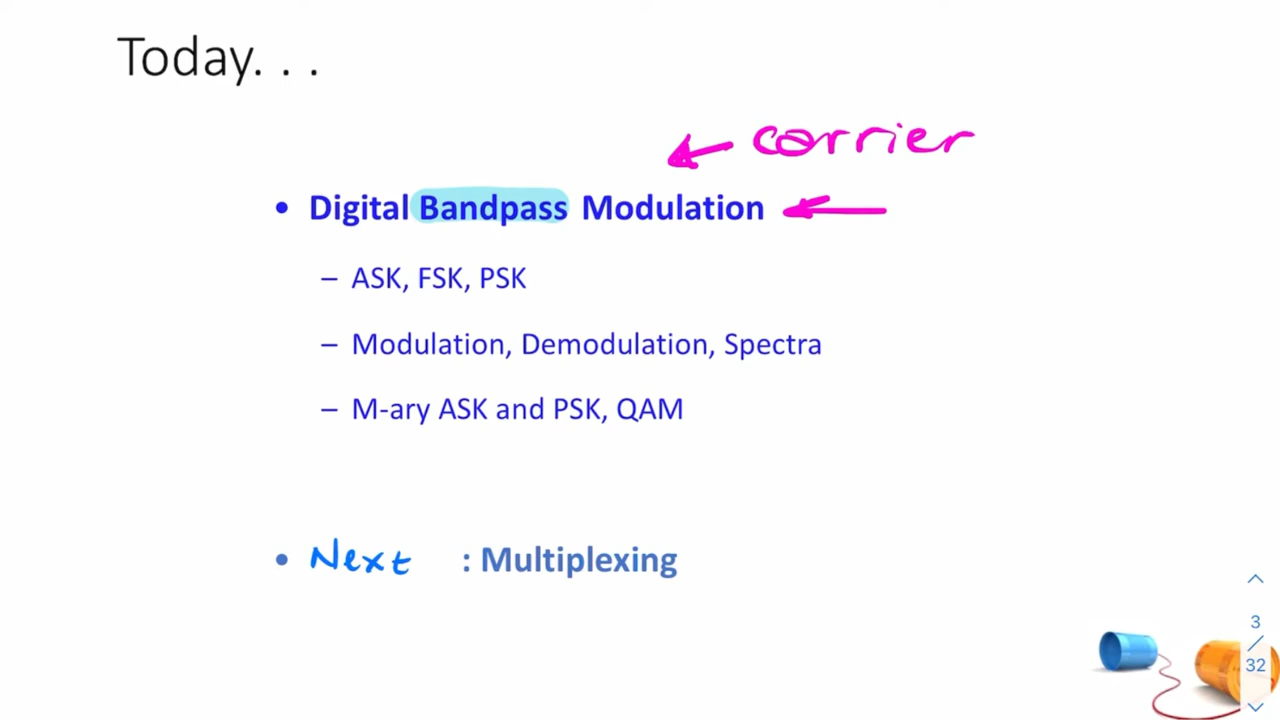 Today. . .
← carrier
• Digital Bandpass Modulation ←
– ASK, FSK, PSK
– Modulation, Demodulation, Spectra
– M-ary ASK and PSK, QAM
• Next : Multiplexing
3
/
32